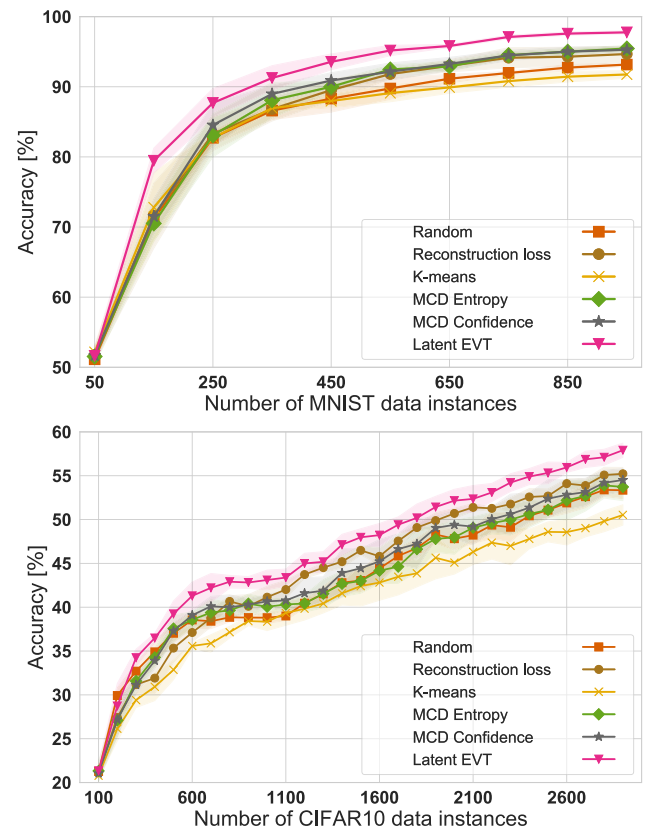 100
90
80
70
60
50
Accuracy [%]
Random
Reconstruction loss
K-means
MCD Entropy
MCD Confidence
Latent EVT
50 250 450 650 850
Number of MNIST data instances
60
55
50
45
40
35
30
25
20
Accuracy [%]
Random
Reconstruction loss
K-means
MCD Entropy
MCD Confidence
Latent EVT
100 600 1100 1600 2100 2600
Number of CIFAR10 data instances